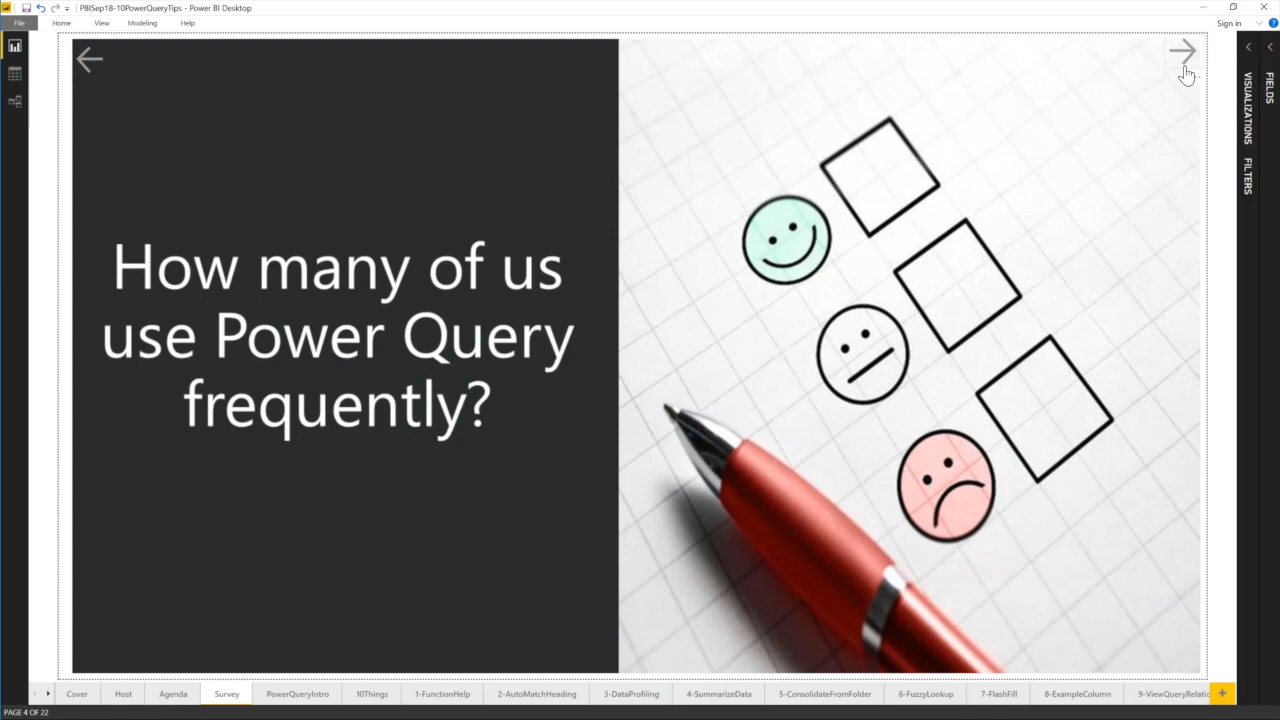 PBISep18-10PowerQueryTips - Power BI Desktop
File Home View Modeling Help
Sign in
How many of us
use Power Query
frequently?
VISUALIZATIONS
FILTERS
FIELDS
Cover Host Agenda Survey PowerQueryIntro 10Things 1-FunctionHelp 2-AutoMatchHeading 3-DataProfiling 4-SummarizeData 5-ConsolidateFromFolder 6-FuzzyLookup 7-FlashFill 8-ExampleColumn 9-ViewQueryRelatio
PAGE 4 OF 22